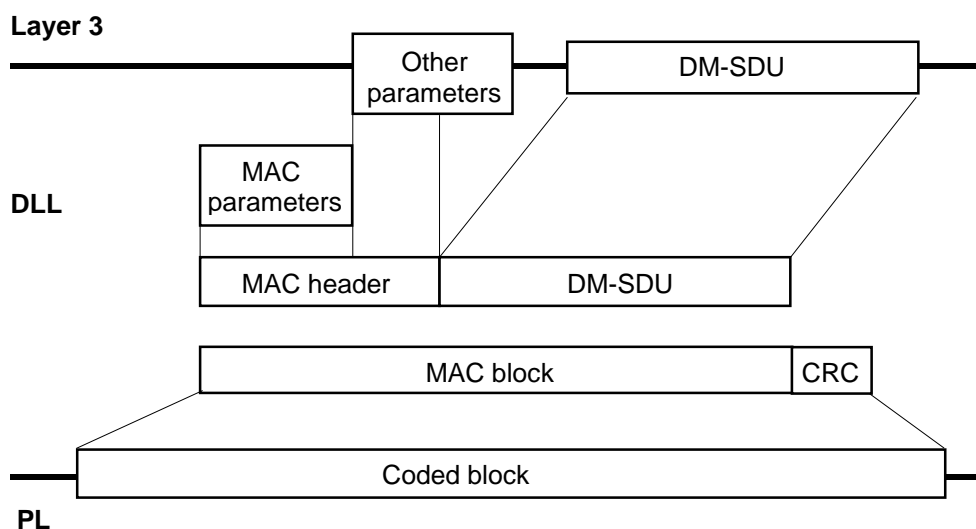 Layer 3
Other
parameters
DM-SDU
MAC
parameters
DLL
MAC header
DM-SDU
MAC block
CRC
Coded block
PL